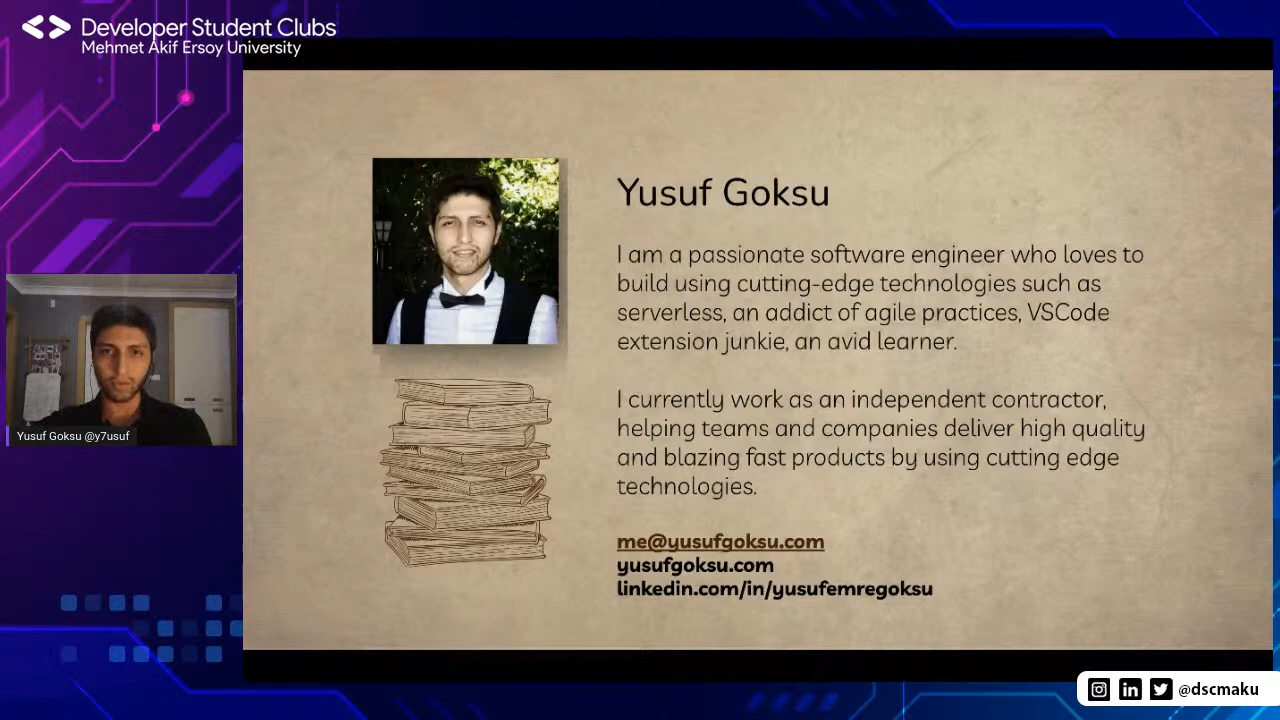 Developer Student Clubs
Mehmet Akif Ersoy University
Yusuf Goksu
I am a passionate software engineer who loves to
build using cutting-edge technologies such as
serverless, an addict of agile practices, VSCode
extension junkie, an avid learner.
I currently work as an independent contractor,
helping teams and companies deliver high quality
and blazing fast products by using cutting edge
technologies.
me@yusufgoksu.com
yusufgoksu.com
linkedin.com/in/yusufemregoksu
Yusuf Goksu @y7usuf
@dscmaku